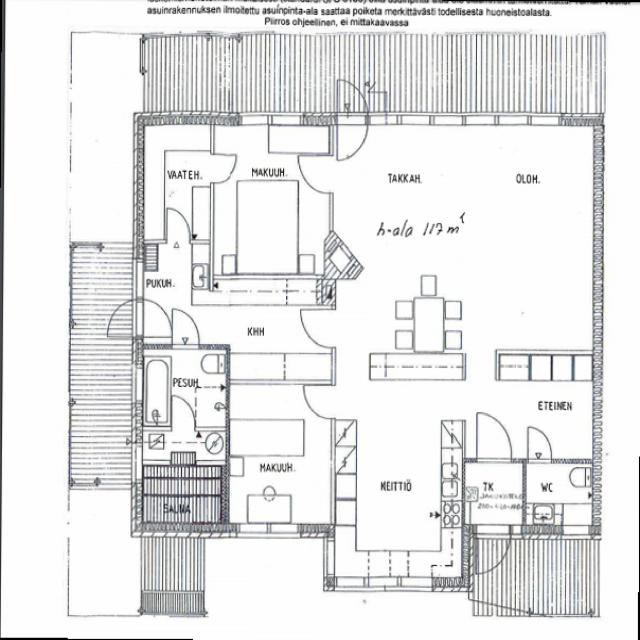 asuinrakennuksen ilmoitettu asuinpinta-ala saattaa poiketa merkittävästi todellisesta huoneistoalasta.
Piirros ohjeellinen, ei mittakaavassa
VAATEH.
MAKUUH.
TAKKAH.
OLOH.
h-ala 117 m²
PUKUH.
KHH
PESUH.
ETEINEN
MAKUUH.
KEITTIÖ
TK
WC
SAUNA